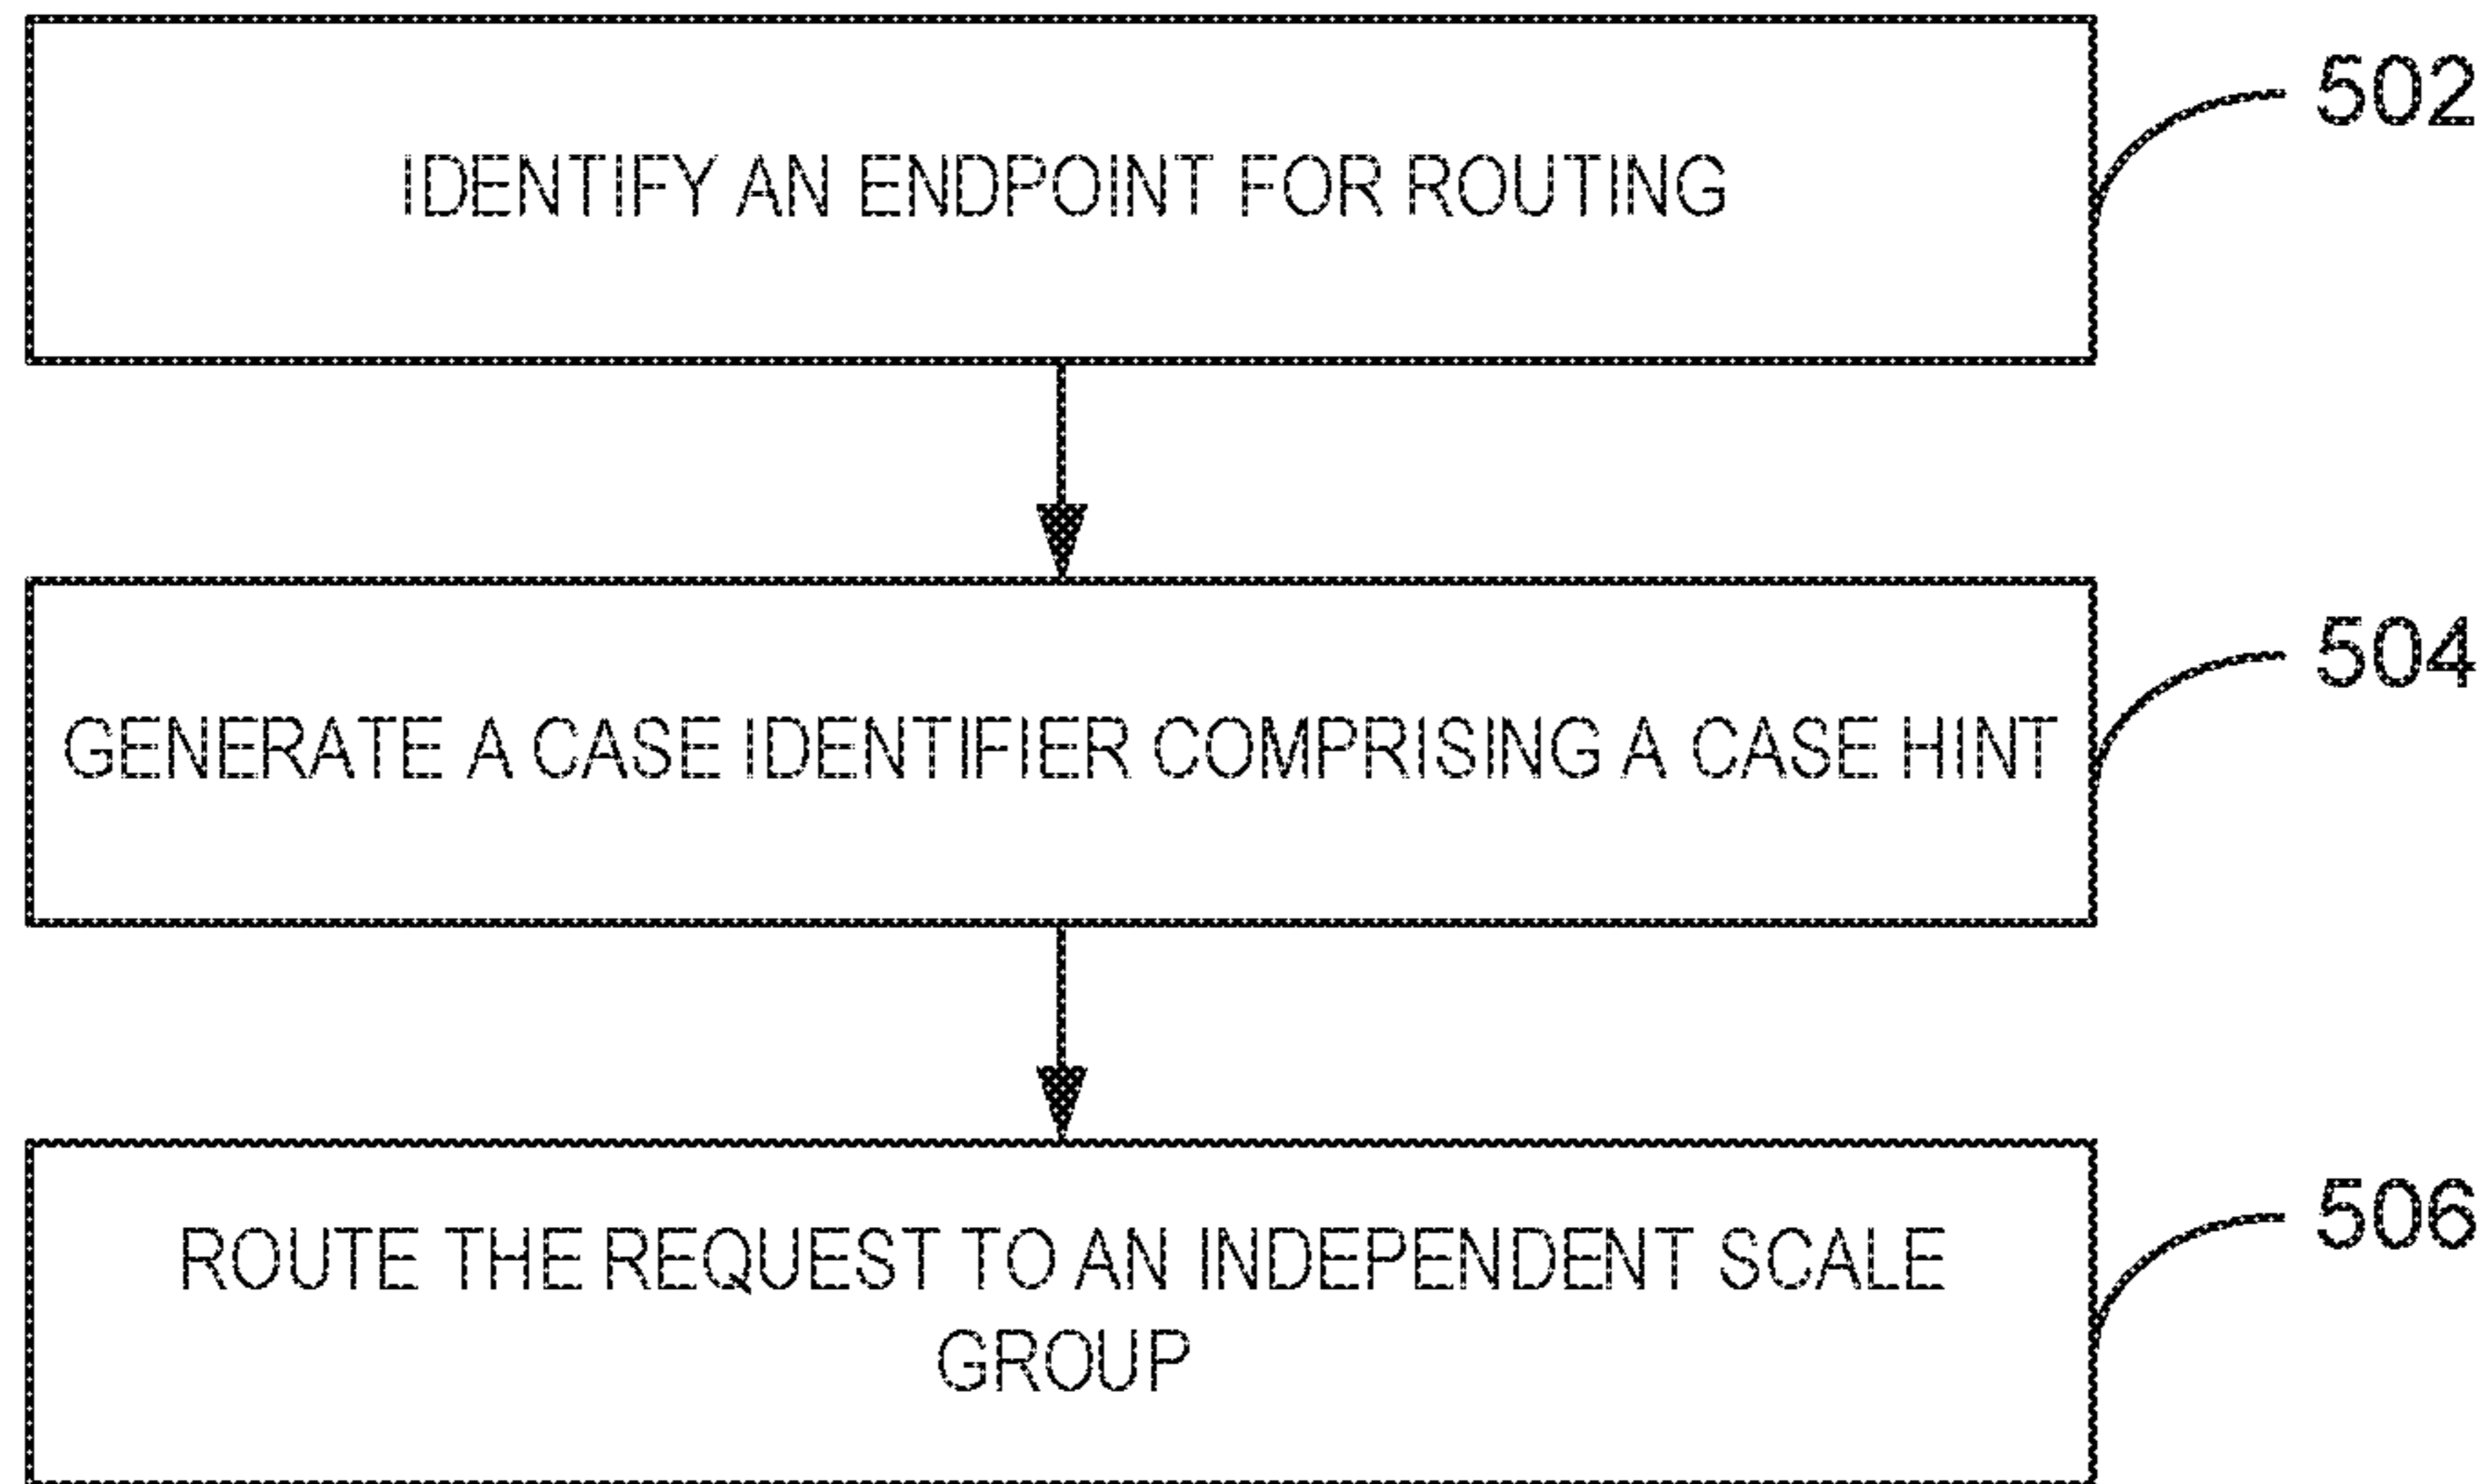 IDENTIFY AN ENDPOINT FOR ROUTING
502
GENERATE A CASE IDENTIFIER COMPRISING A CASE HINT
504
ROUTE THE REQUEST TO AN INDEPENDENT SCALE
GROUP
506